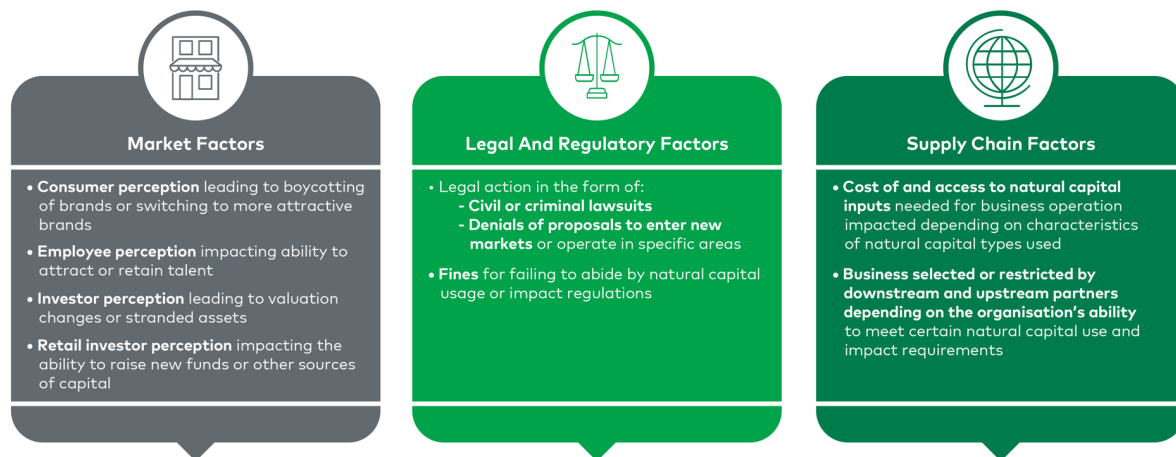 Market Factors
• Consumer perception leading to boycotting
of brands or switching to more attractive
brands
• Employee perception impacting ability to
attract or retain talent
• Investor perception leading to valuation
changes or stranded assets
• Retail investor perception impacting the
ability to raise new funds or other sources
of capital
Legal And Regulatory Factors
• Legal action in the form of:
- Civil or criminal lawsuits
- Denials of proposals to enter new
markets or operate in specific areas
• Fines for failing to abide by natural capital
usage or impact regulations
Supply Chain Factors
• Cost of and access to natural capital
inputs needed for business operation
impacted depending on characteristics
of natural capital types used
• Business selected or restricted by
downstream and upstream partners
depending on the organisation's ability
to meet certain natural capital use and
impact requirements